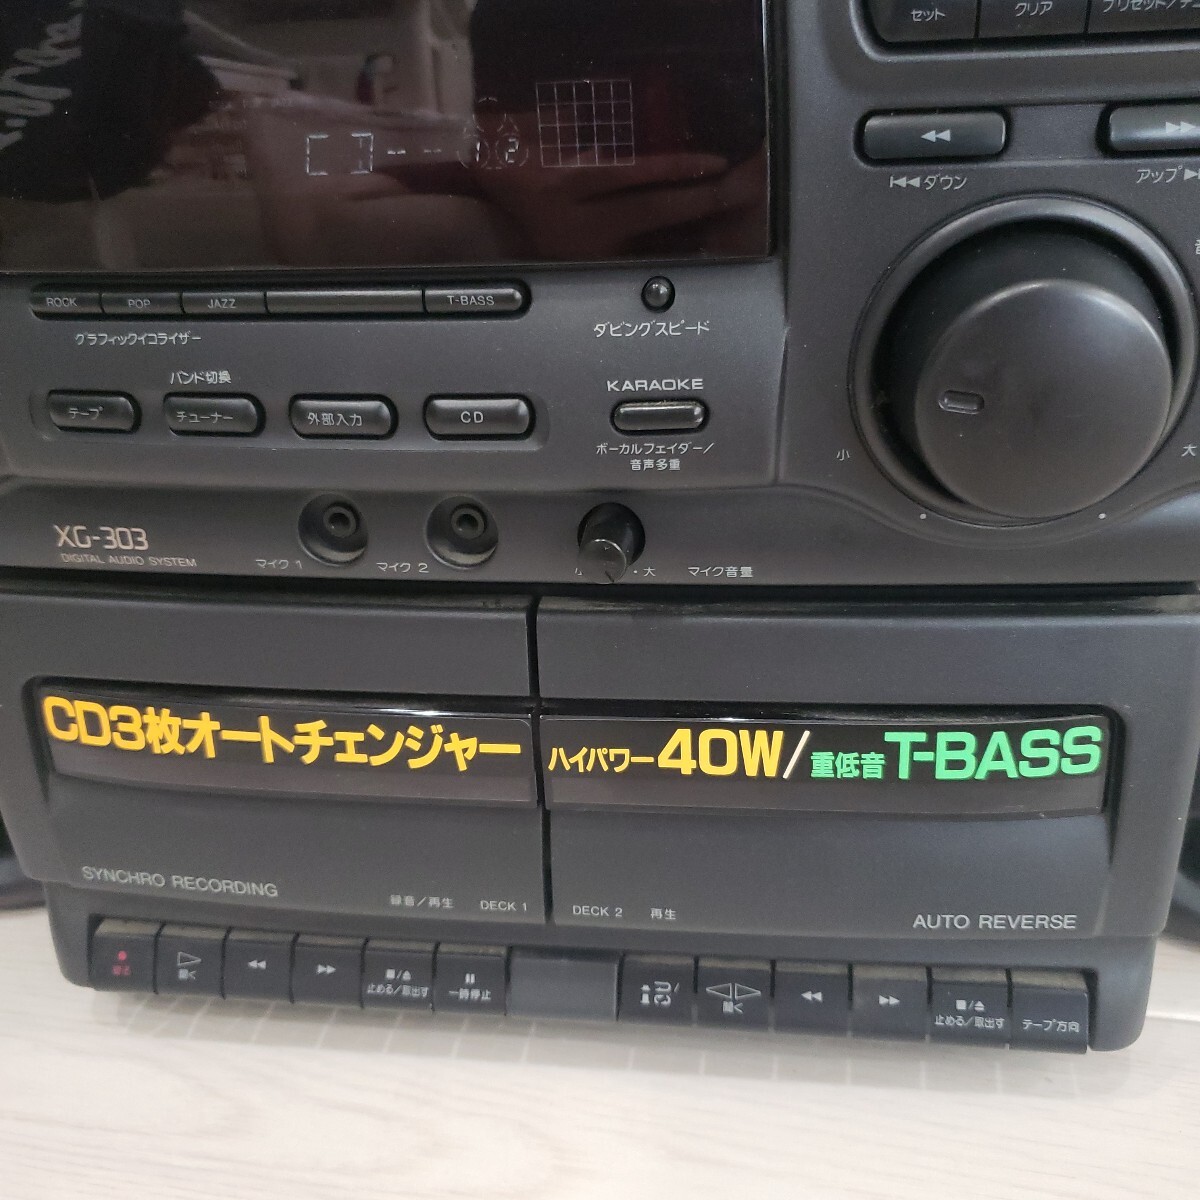 セット クリア プリセット/
CD -- -- 1 2
ダウン アップ
ROCK POP JAZZ T-BASS
グラフィックイコライザー
ダビングスピード
バンド切換
テープ チューナー 外部入力 CD
KARAOKE
ボーカルフェイダー/
音声多重
小 大
XG-303
DIGITAL AUDIO SYSTEM
マイク 1 マイク 2 小 ・大 マイク音量
CD3枚オートチェンジャー
ハイパワー40W/重低音T-BASS
SYNCHRO RECORDING
録音/再生 DECK 1
DECK 2 再生
AUTO REVERSE
聞く
止める/取出す
一時停止
聞く
止める/取出す
テープ方向